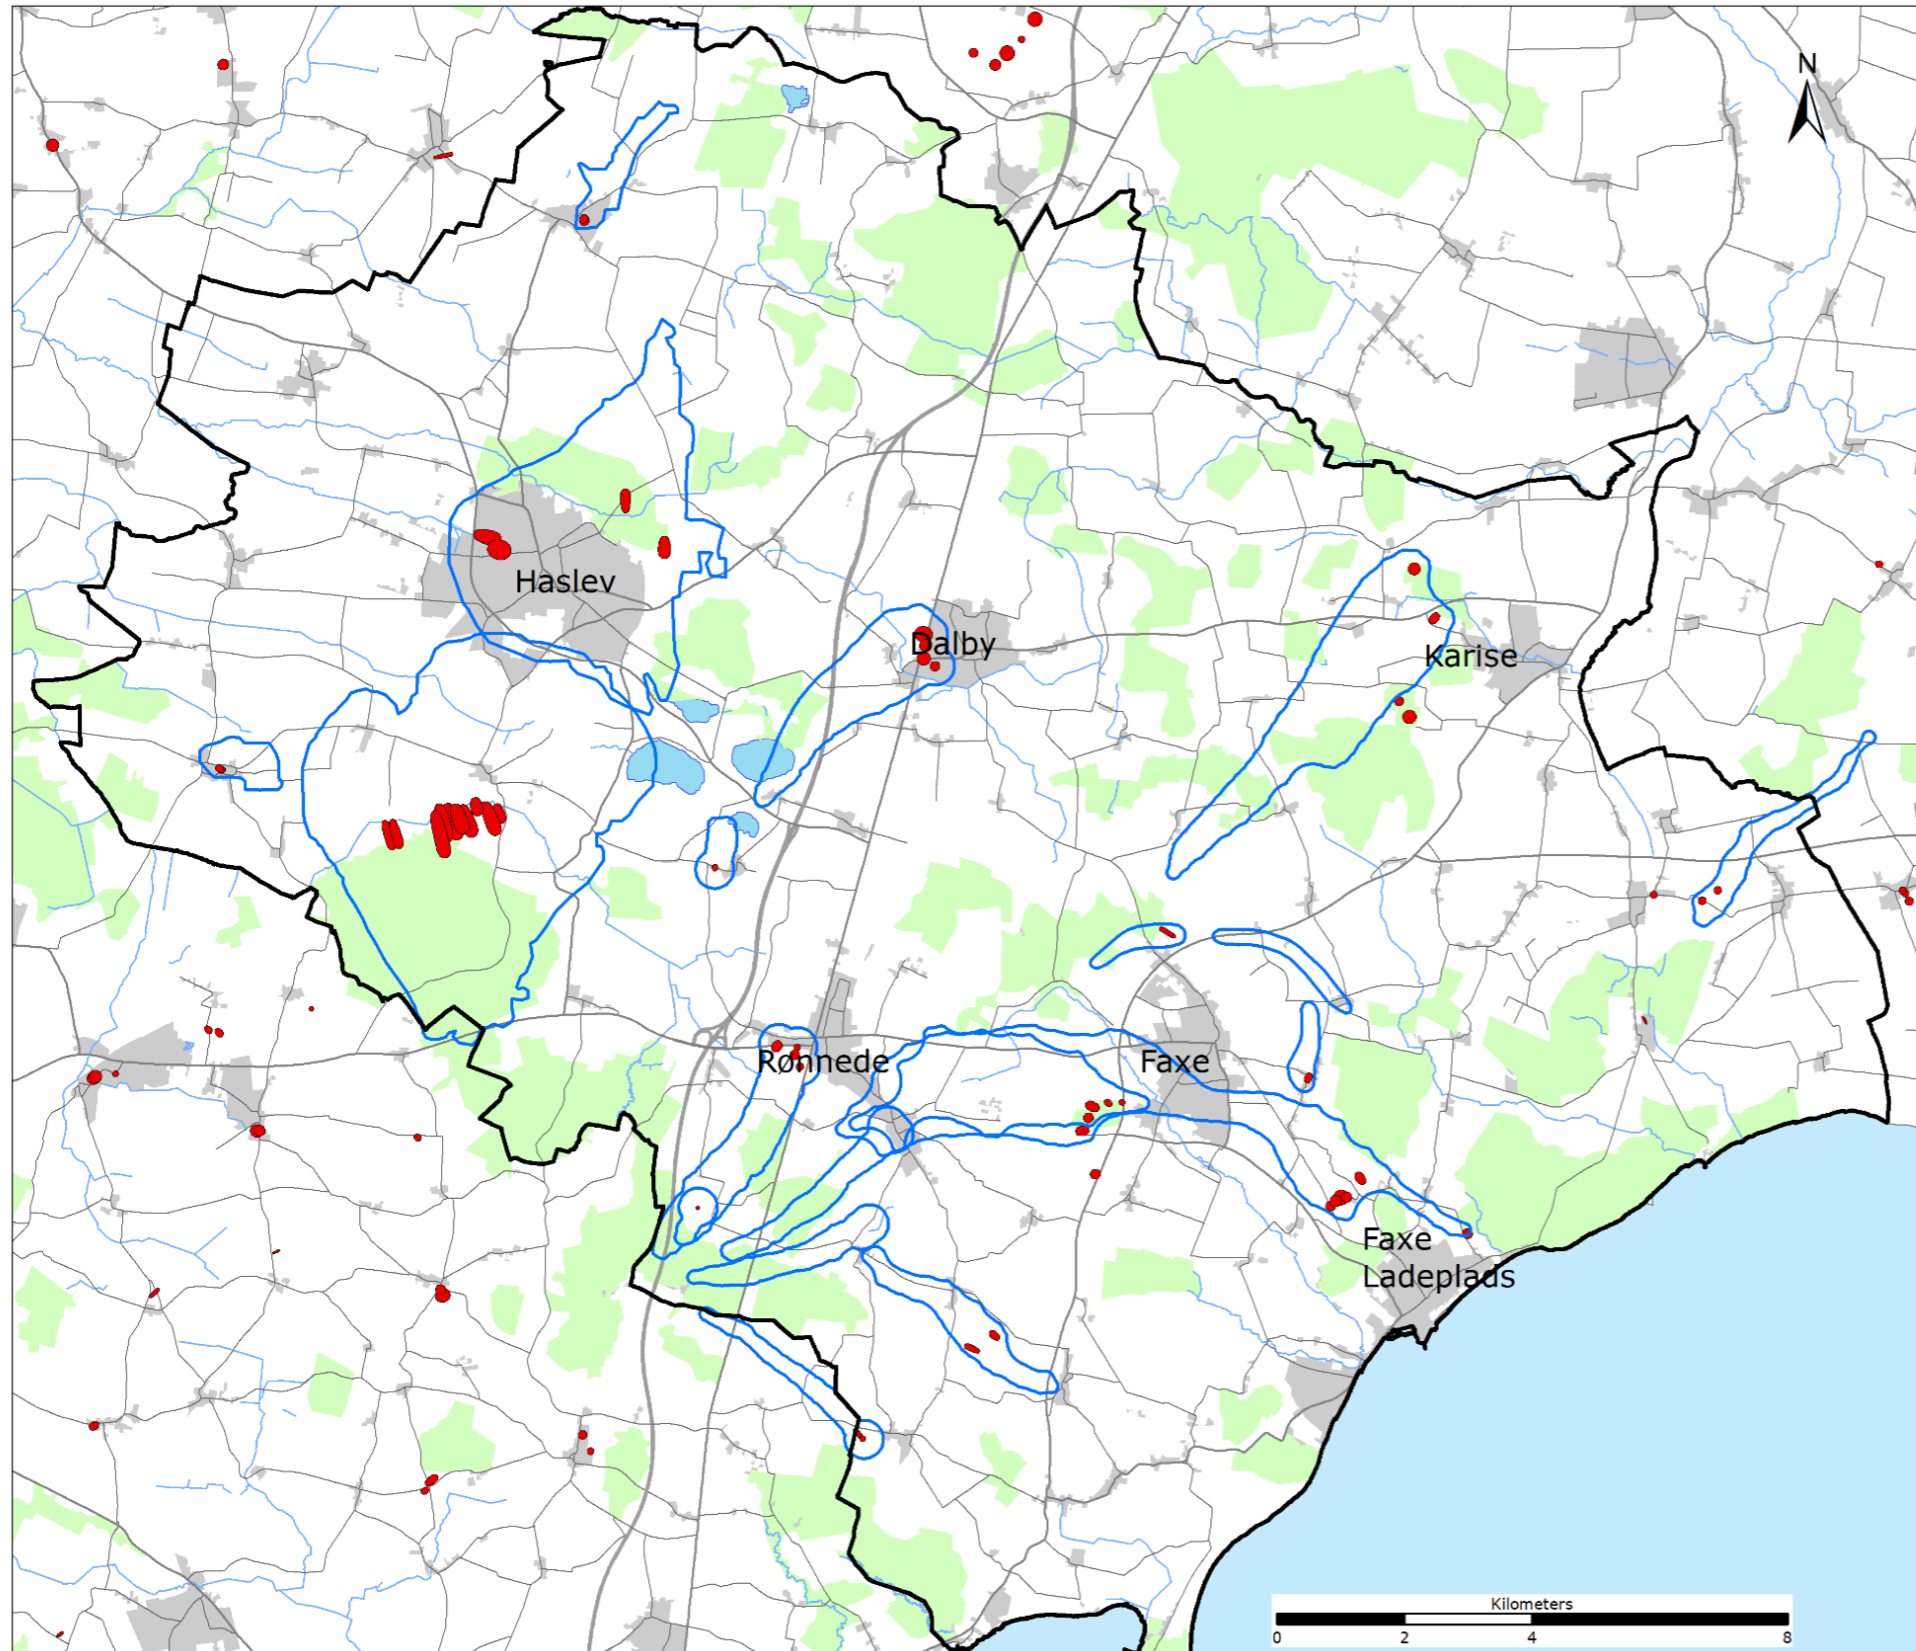 N
Haslev
Dalby
Karise
Rønnede
Faxe
Faxe
Ladeplads
Kilometers
0 2 4 8